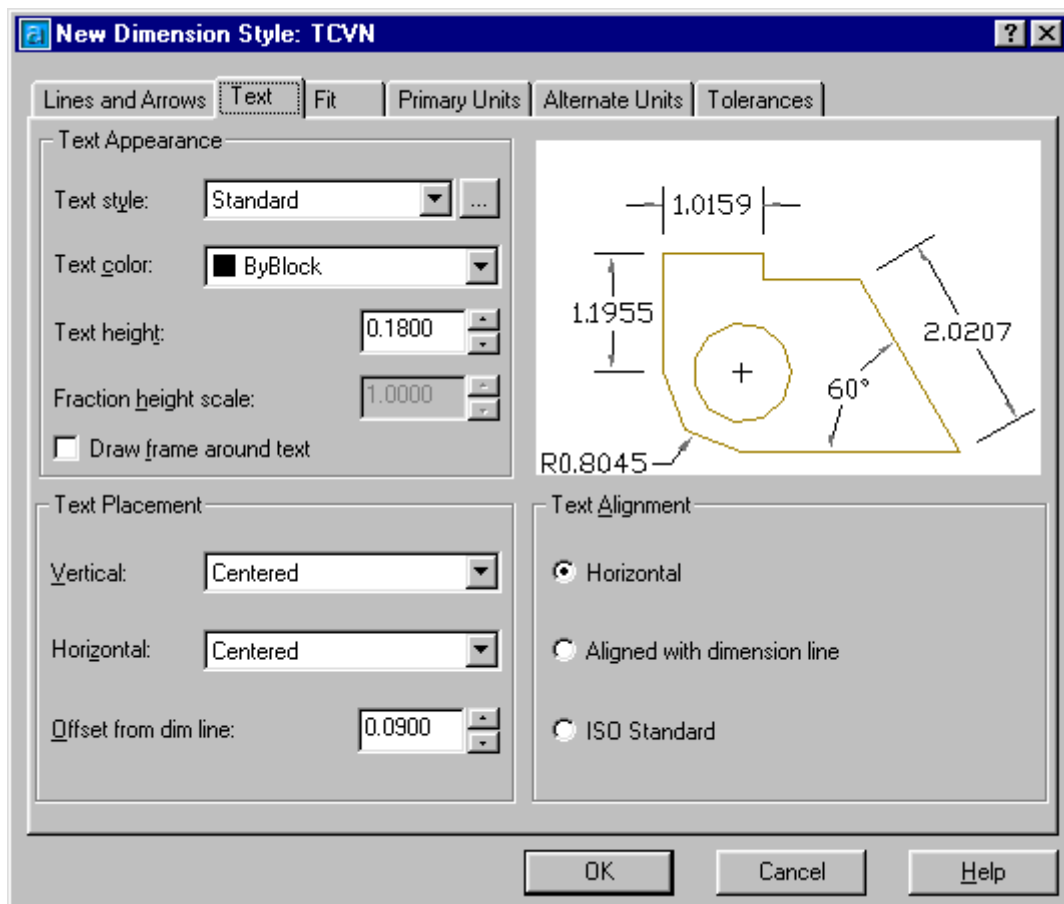 New Dimension Style: TCVN
Lines and Arrows
Text
Fit
Primary Units
Alternate Units
Tolerances
Text Appearance
Text style:
Standard
...
Text color:
ByBlock
Text height:
0.1800
Fraction height scale:
1.0000
Draw frame around text
1.0159
1.1955
2.0207
60°
R0.8045
Text Placement
Vertical:
Centered
Horizontal:
Centered
Offset from dim line:
0.0900
Text Alignment
Horizontal
Aligned with dimension line
ISO Standard
OK
Cancel
Help